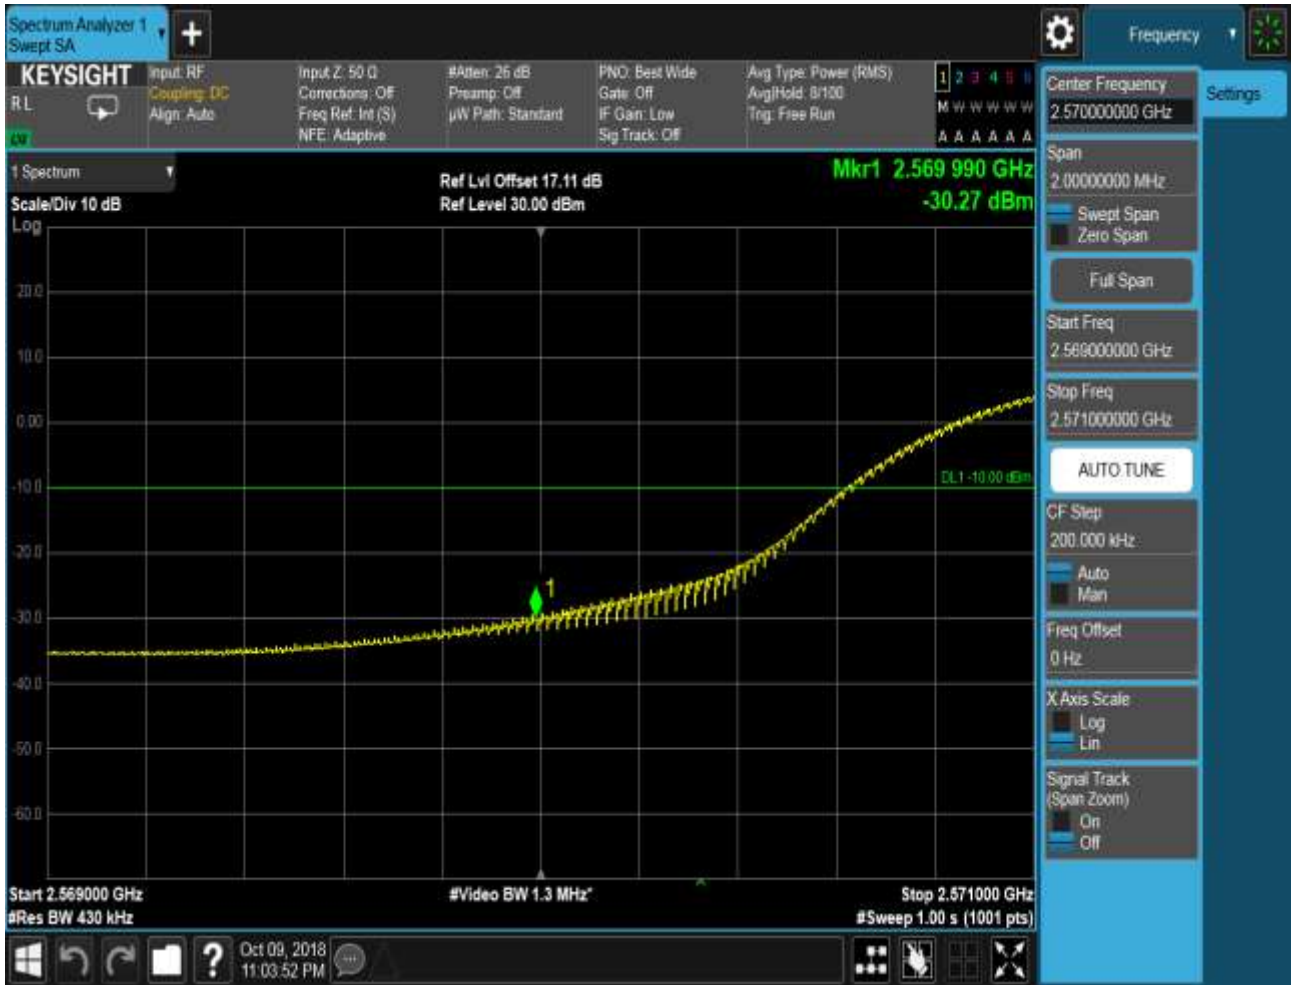 Spectrum Analyzer 1
Swept SA
+
Frequency
KEYSIGHT
RL
Input: RF
Coupling: DC
Align: Auto
Input Z: 50 Ω
Corrections: Off
Freq Ref: Int (S)
NFE: Adaptive
#Atten: 26 dB
Preamp: Off
µW Path: Standard
PNO: Best Wide
Gate: Off
IF Gain: Low
Sig Track: Off
Avg Type: Power (RMS)
Avg|Hold: 8/100
Trig: Free Run
1 2 3 4 5 6
M W W W W W
A A A A A A
1 Spectrum
Scale/Div 10 dB
Log
Ref Lvl Offset 17.11 dB
Ref Level 30.00 dBm
Mkr1 2.569 990 GHz
-30.27 dBm
20.0
10.0
0.00
-10.0
-20.0
-30.0
-40.0
-50.0
-60.0
DL1 -10.00 dBm
1
Start 2.569000 GHz
#Res BW 430 kHz
#Video BW 1.3 MHz*
Stop 2.571000 GHz
#Sweep 1.00 s (1001 pts)
Center Frequency
2.570000000 GHz
Settings
Span
2.00000000 MHz
Swept Span
Zero Span
Full Span
Start Freq
2.569000000 GHz
Stop Freq
2.571000000 GHz
AUTO TUNE
CF Step
200.000 kHz
Auto
Man
Freq Offset
0 Hz
X Axis Scale
Log
Lin
Signal Track
(Span Zoom)
On
Off
?
Oct 09, 2018
11:03:52 PM